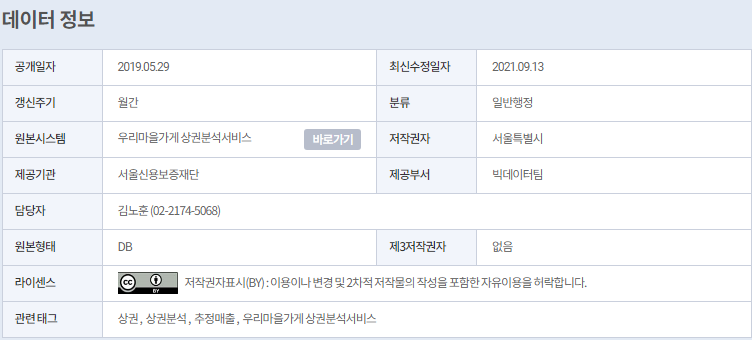 데이터 정보
공개일자 2019.05.29 최신수정일자 2021.09.13
갱신주기 월간 분류 일반행정
원본시스템 우리마을가게 상권분석서비스 바로가기 저작권자 서울특별시
제공기관 서울신용보증재단 제공부서 빅데이터팀
담당자 김노훈 (02-2174-5068)
원본형태 DB 제3저작권자 없음
라이센스 cc BY 저작권자표시(BY) : 이용이나 변경 및 2차적 저작물의 작성을 포함한 자유이용을 허락합니다.
관련 태그 상권 , 상권분석 , 추정매출 , 우리마을가게 상권분석서비스